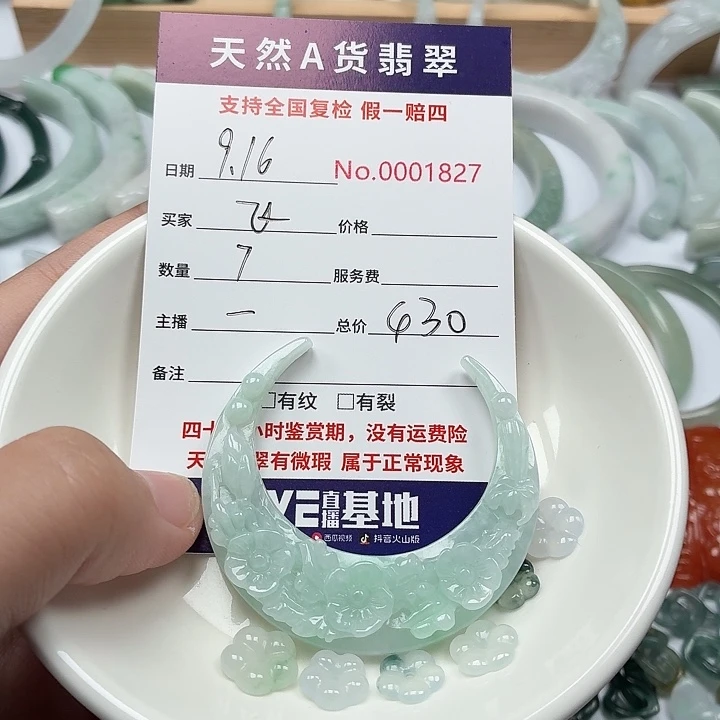 天然A货翡翠
支持全国复检 假一赔四
日期 9.16 No.0001827
买家 价格
数量 7 服务费
主播 一 总价 630
备注
□有纹 □有裂
四十 小时鉴赏期，没有运费险
天 翠有微瑕 属于正常现象
YE直播基地
西瓜视频 抖音火山版